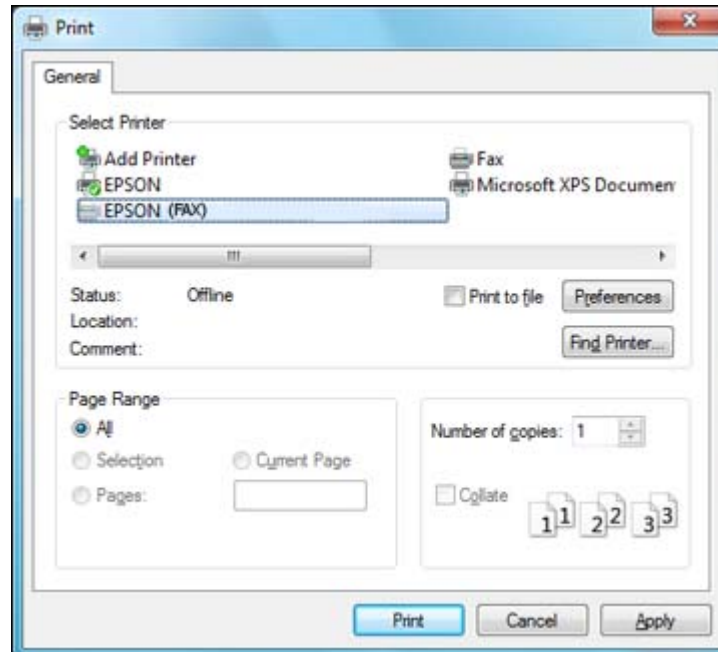 Print
General
Select Printer
Add Printer
EPSON
EPSON (FAX)
Fax
Microsoft XPS Documen
Status: Offline
Location:
Comment:
Print to file
Preferences
Find Printer...
Page Range
All
Selection
Current Page
Pages:
Number of copies: 1
Collate
1 1 2 2 3 3
Print
Cancel
Apply